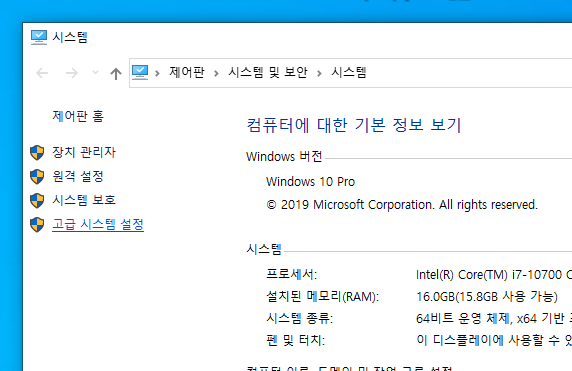 시스템
제어판 › 시스템 및 보안 › 시스템
제어판 홈
장치 관리자
원격 설정
시스템 보호
고급 시스템 설정
컴퓨터에 대한 기본 정보 보기
Windows 버전
Windows 10 Pro
© 2019 Microsoft Corporation. All rights reserved.
시스템
프로세서: Intel(R) Core(TM) i7-10700 C
설치된 메모리(RAM): 16.0GB(15.8GB 사용 가능)
시스템 종류: 64비트 운영 체제, x64 기반
펜 및 터치: 이 디스플레이에 사용할 수